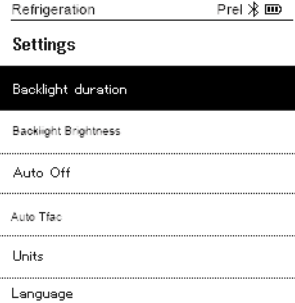 Refrigeration Prel
Settings
Backlight duration
Backlight Brightness
Auto Off
Auto Tfac
Units
Language